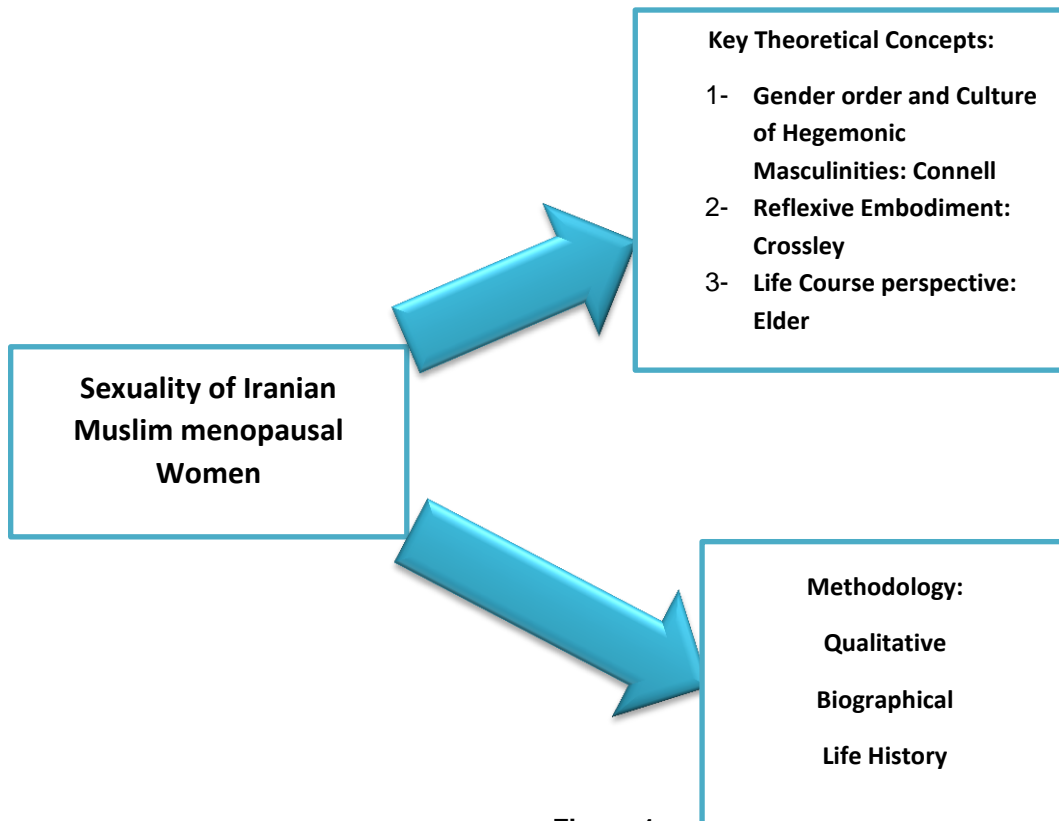 Key Theoretical Concepts:
1- Gender order and Culture
of Hegemonic
Masculinities: Connell
2- Reflexive Embodiment:
Crossley
3- Life Course perspective:
Elder
Sexuality of Iranian
Muslim menopausal
Women
Methodology:
Qualitative
Biographical
Life History